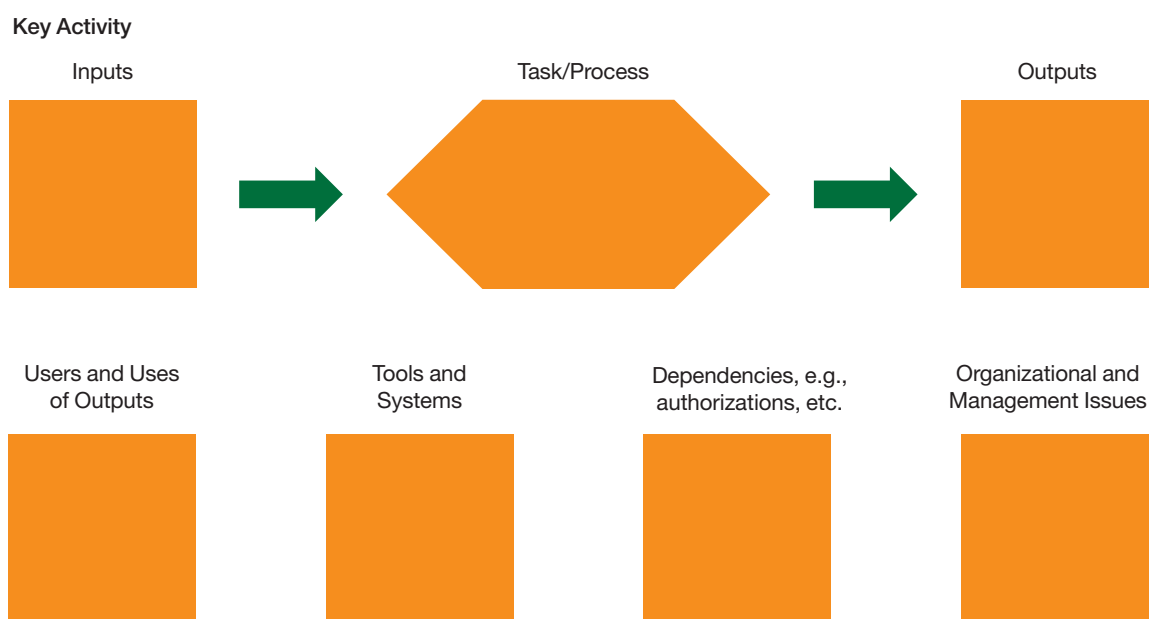 Key Activity
Inputs
Task/Process
Outputs
Users and Uses
of Outputs
Tools and
Systems
Dependencies, e.g.,
authorizations, etc.
Organizational and
Management Issues